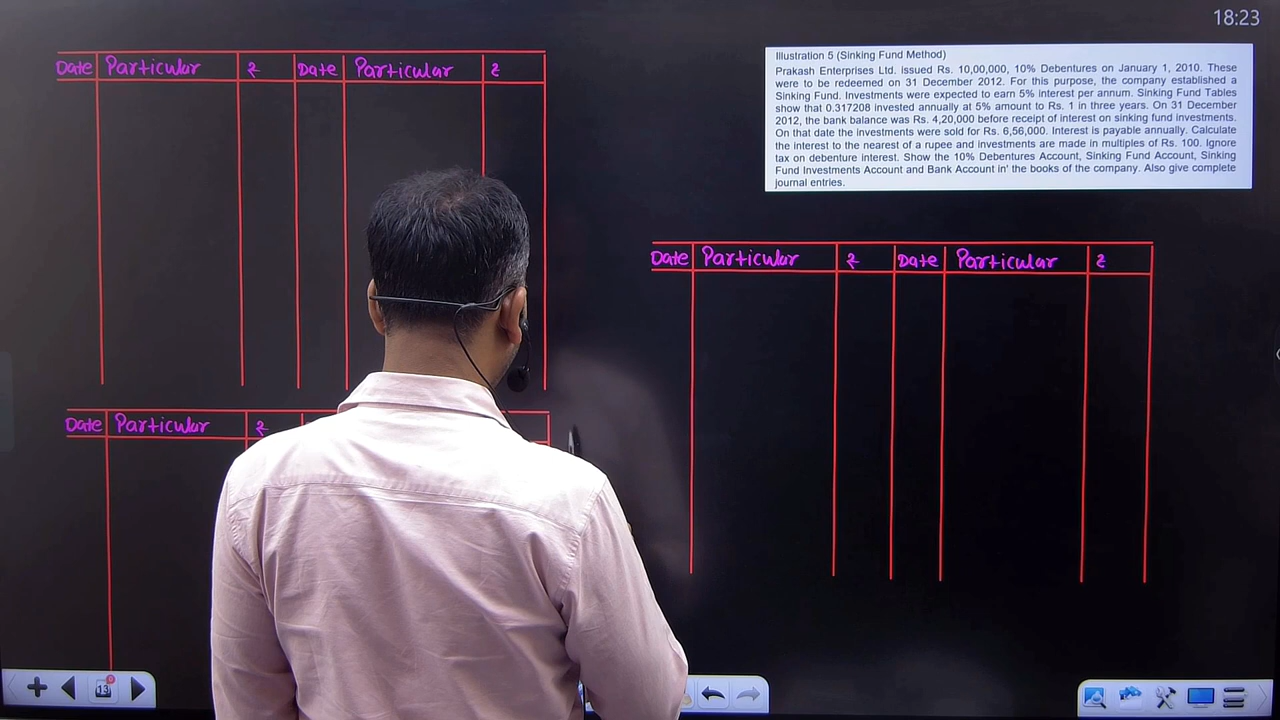 18:23
Date Particular ₹ Date Particular ₹
Illustration 5 (Sinking Fund Method)
Prakash Enterprises Ltd. issued Rs. 10,00,000, 10% Debentures on January 1, 2010. These
were to be redeemed on 31 December 2012. For this purpose, the company established a
Sinking Fund. Investments were expected to earn 5% interest per annum. Sinking Fund Tables
show that 0.317208 invested annually at 5% amount to Rs. 1 in three years. On 31 December
2012, the bank balance was Rs. 4,20,000 before receipt of interest on sinking fund investments.
On that date the investments were sold for Rs. 6,56,000. Interest is payable annually. Calculate
the interest to the nearest of a rupee and investments are made in multiples of Rs. 100. Ignore
tax on debenture interest. Show the 10% Debentures Account, Sinking Fund Account, Sinking
Fund Investments Account and Bank Account in' the books of the company. Also give complete
journal entries.
Date Particular ₹ Date Particular ₹
Date Particular ₹
13